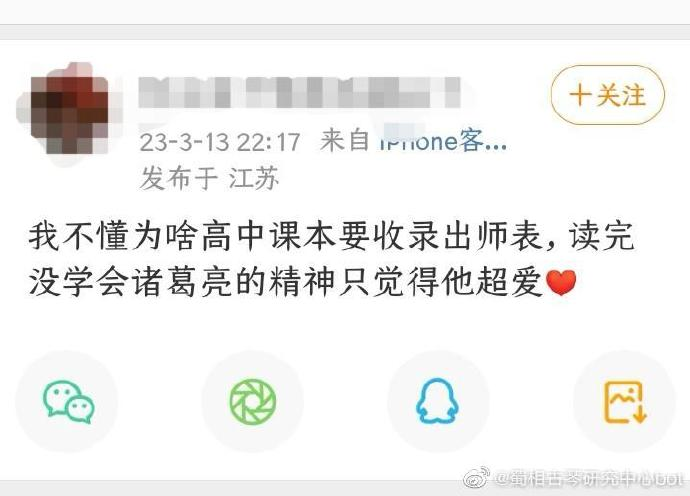 +关注
23-3-13 22:17 来自 iPhone客...
发布于 江苏
我不懂为啥高中课本要收录出师表,读完
没学会诸葛亮的精神只觉得他超爱❤
@蜀相古琴研究中心bot